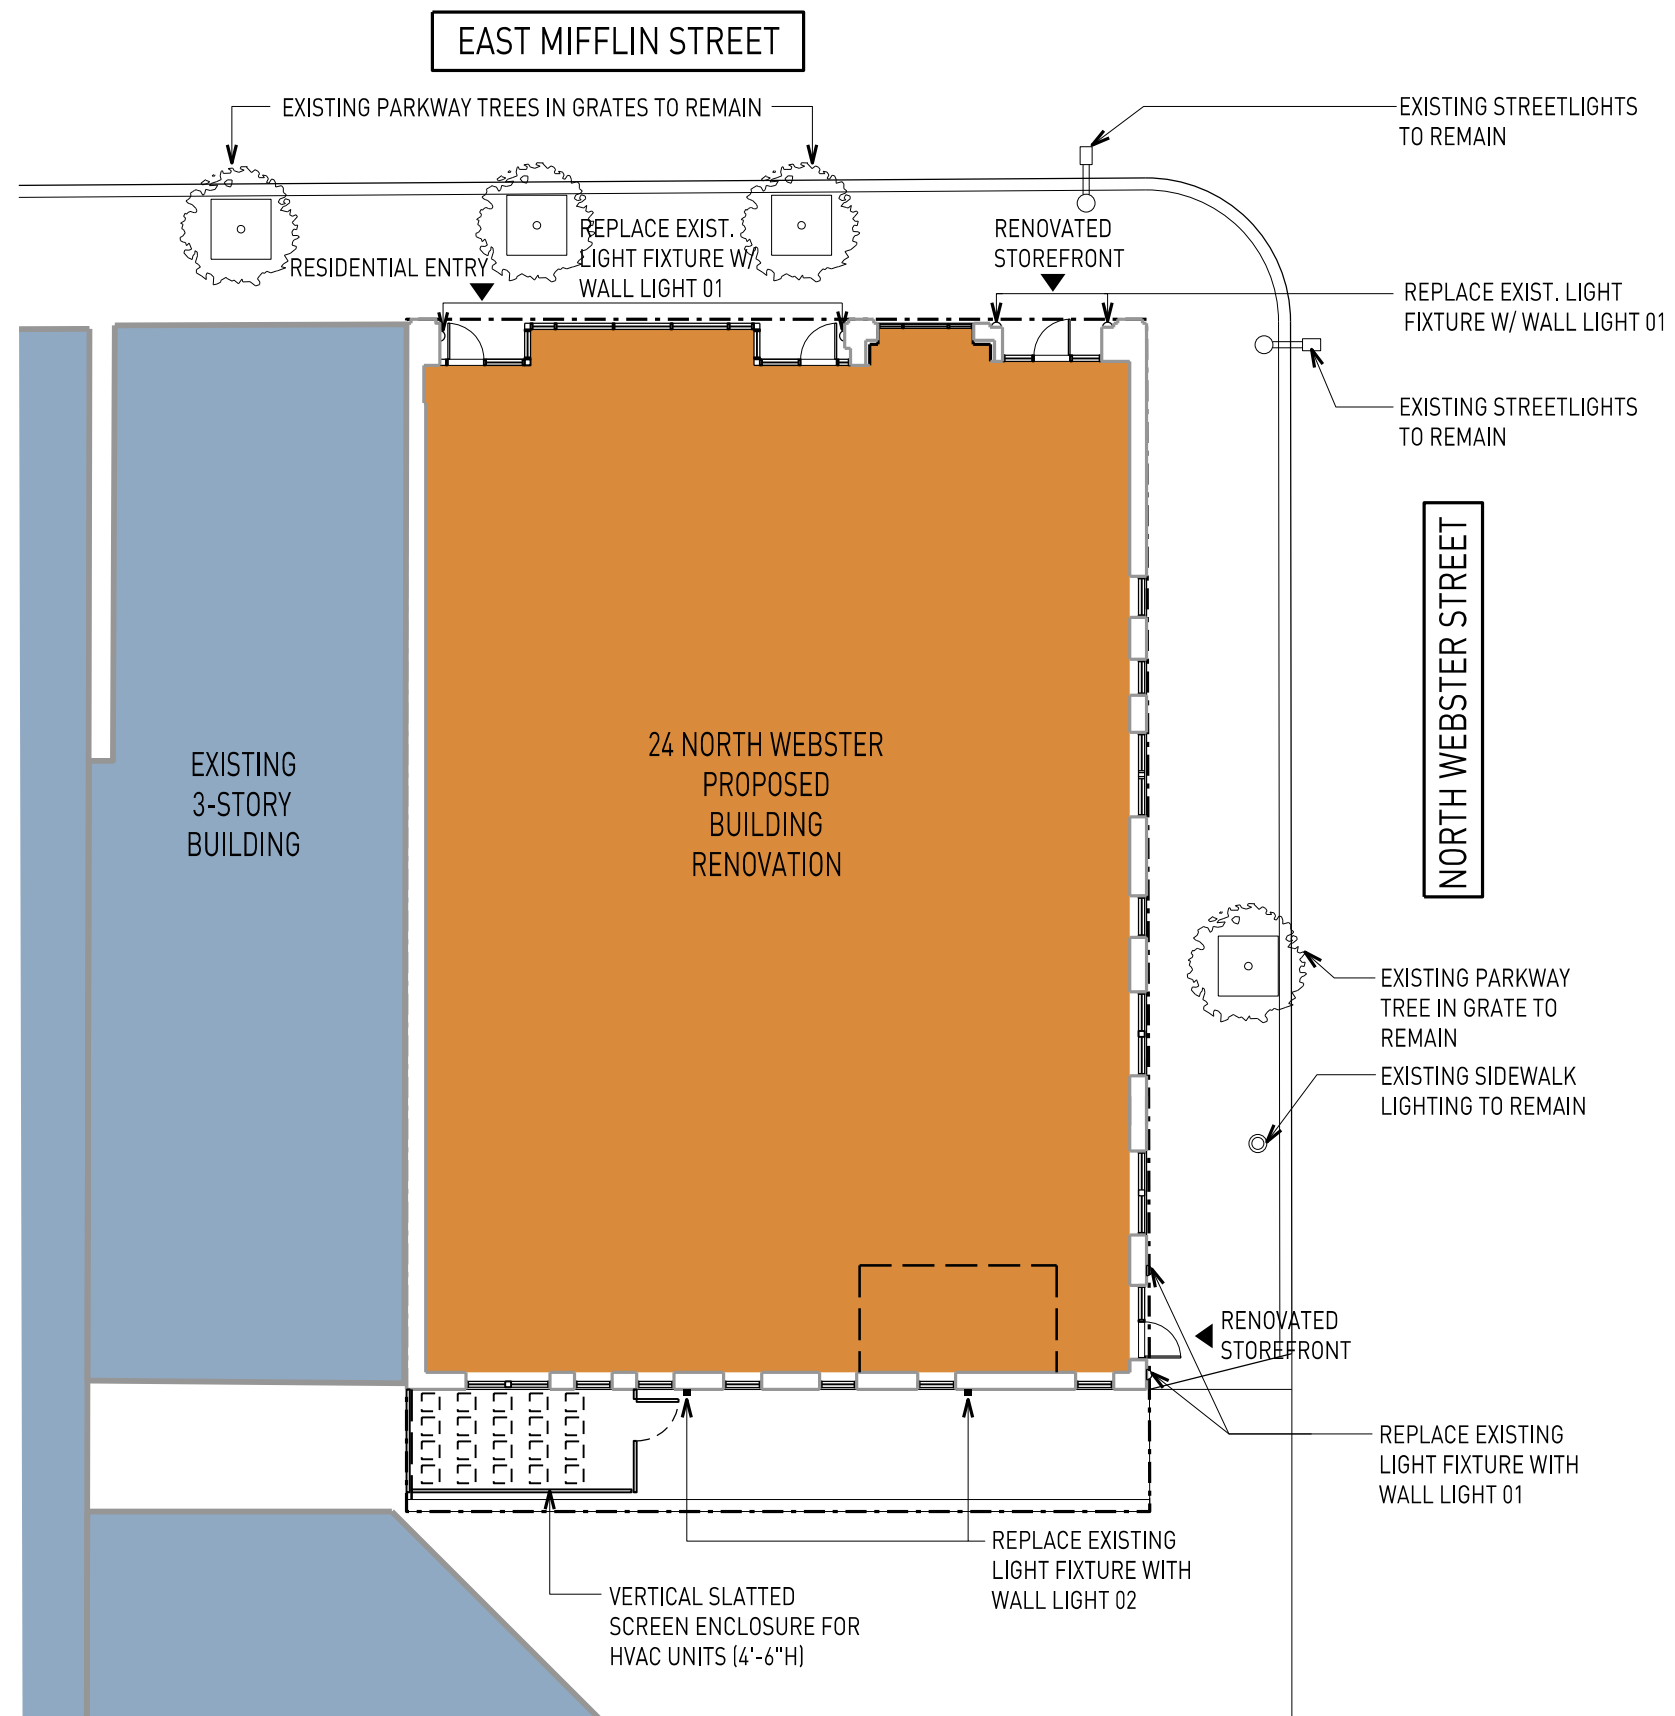 EAST MIFFLIN STREET
EXISTING PARKWAY TREES IN GRATES TO REMAIN
EXISTING STREETLIGHTS
TO REMAIN
REPLACE EXIST.
LIGHT FIXTURE W/
WALL LIGHT 01
RESIDENTIAL ENTRY
RENOVATED
STOREFRONT
REPLACE EXIST. LIGHT
FIXTURE W/ WALL LIGHT 01
EXISTING STREETLIGHTS
TO REMAIN
NORTH WEBSTER STREET
EXISTING
3-STORY
BUILDING
24 NORTH WEBSTER
PROPOSED
BUILDING
RENOVATION
EXISTING PARKWAY
TREE IN GRATE TO
REMAIN
EXISTING SIDEWALK
LIGHTING TO REMAIN
RENOVATED
STOREFRONT
REPLACE EXISTING
LIGHT FIXTURE WITH
WALL LIGHT 01
REPLACE EXISTING
LIGHT FIXTURE WITH
WALL LIGHT 02
VERTICAL SLATTED
SCREEN ENCLOSURE FOR
HVAC UNITS (4'-6"H)